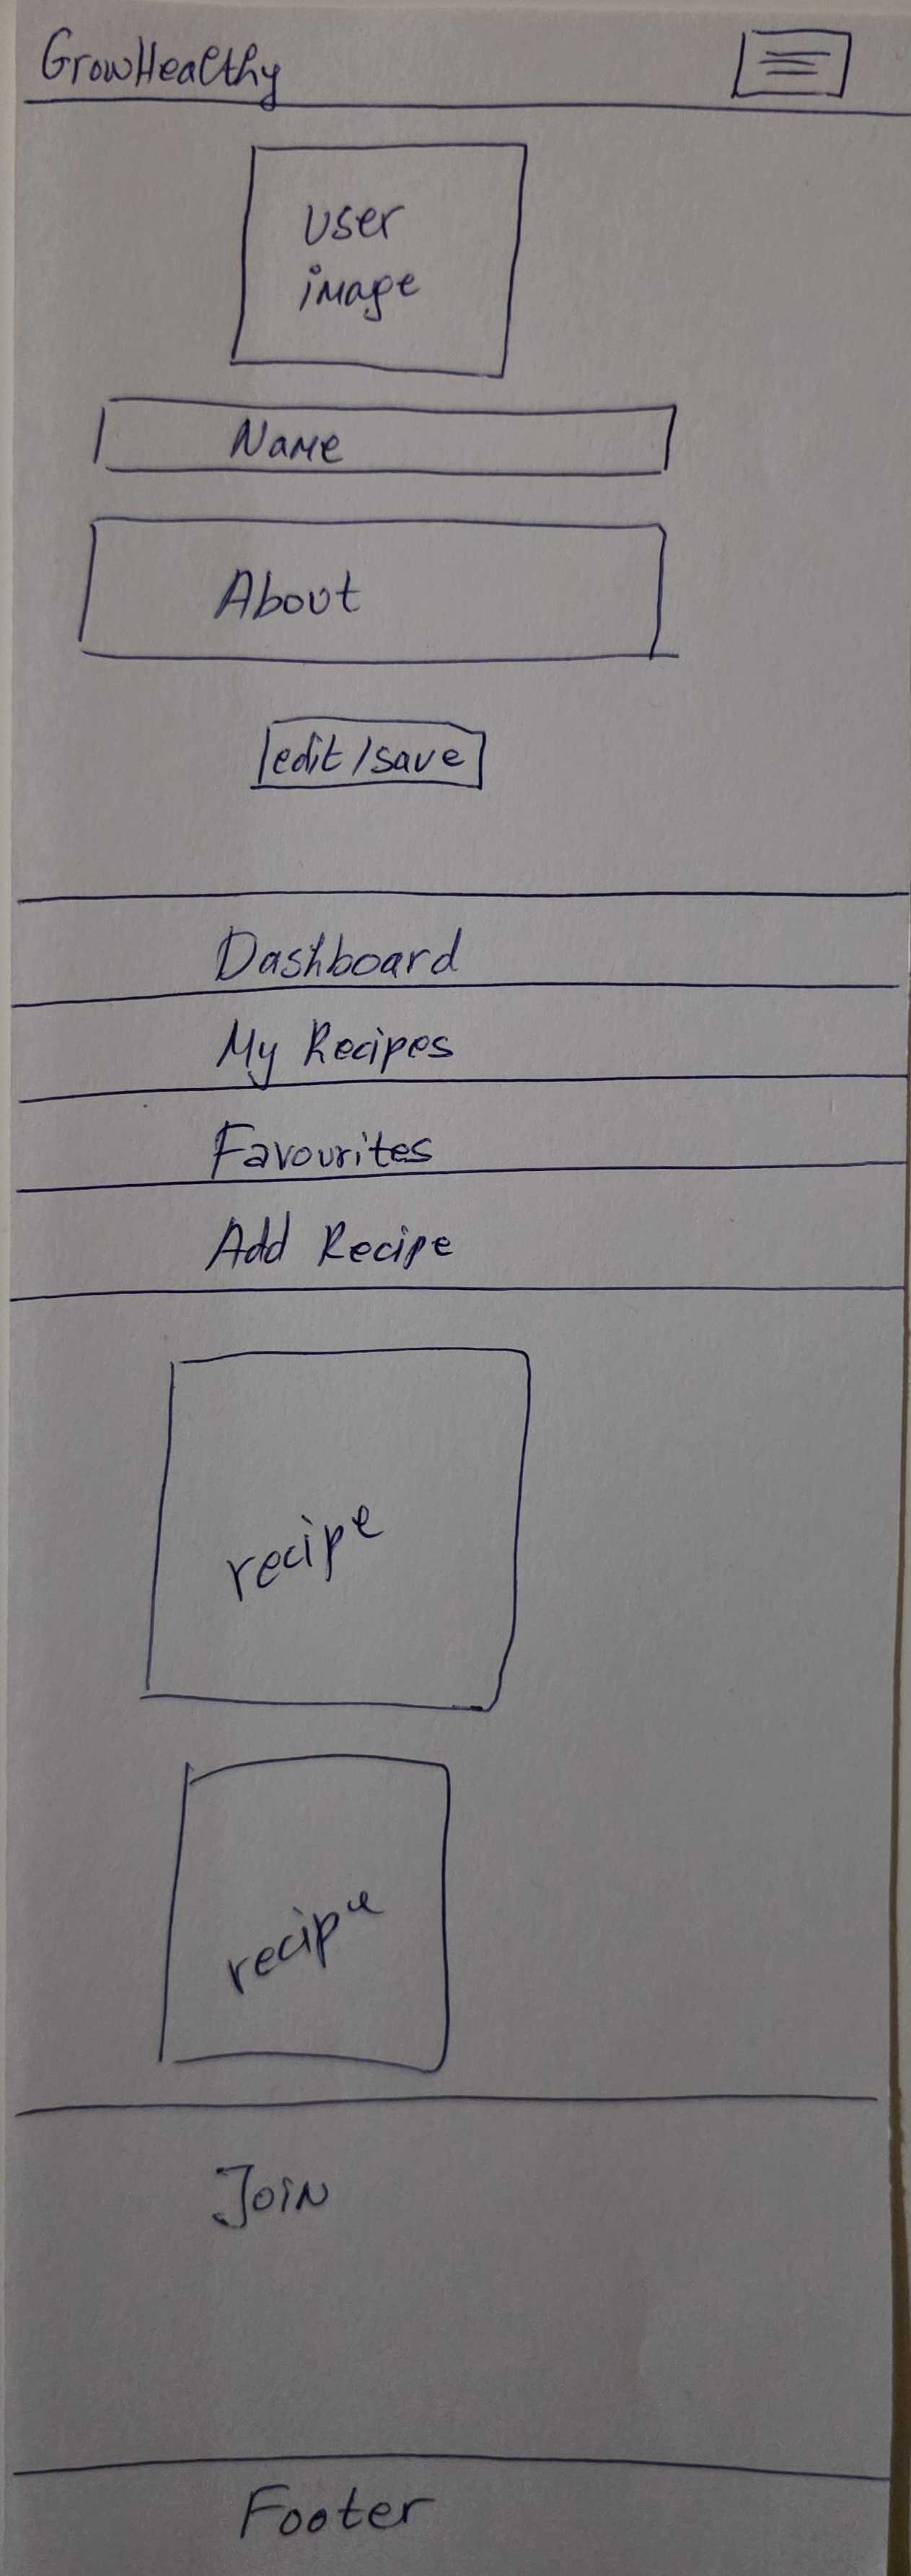 GrowHealthy
User
image
Name
About
edit/save
Dashboard
My Recipes
Favourites
Add Recipe
recipe
recipe
Join
Footer